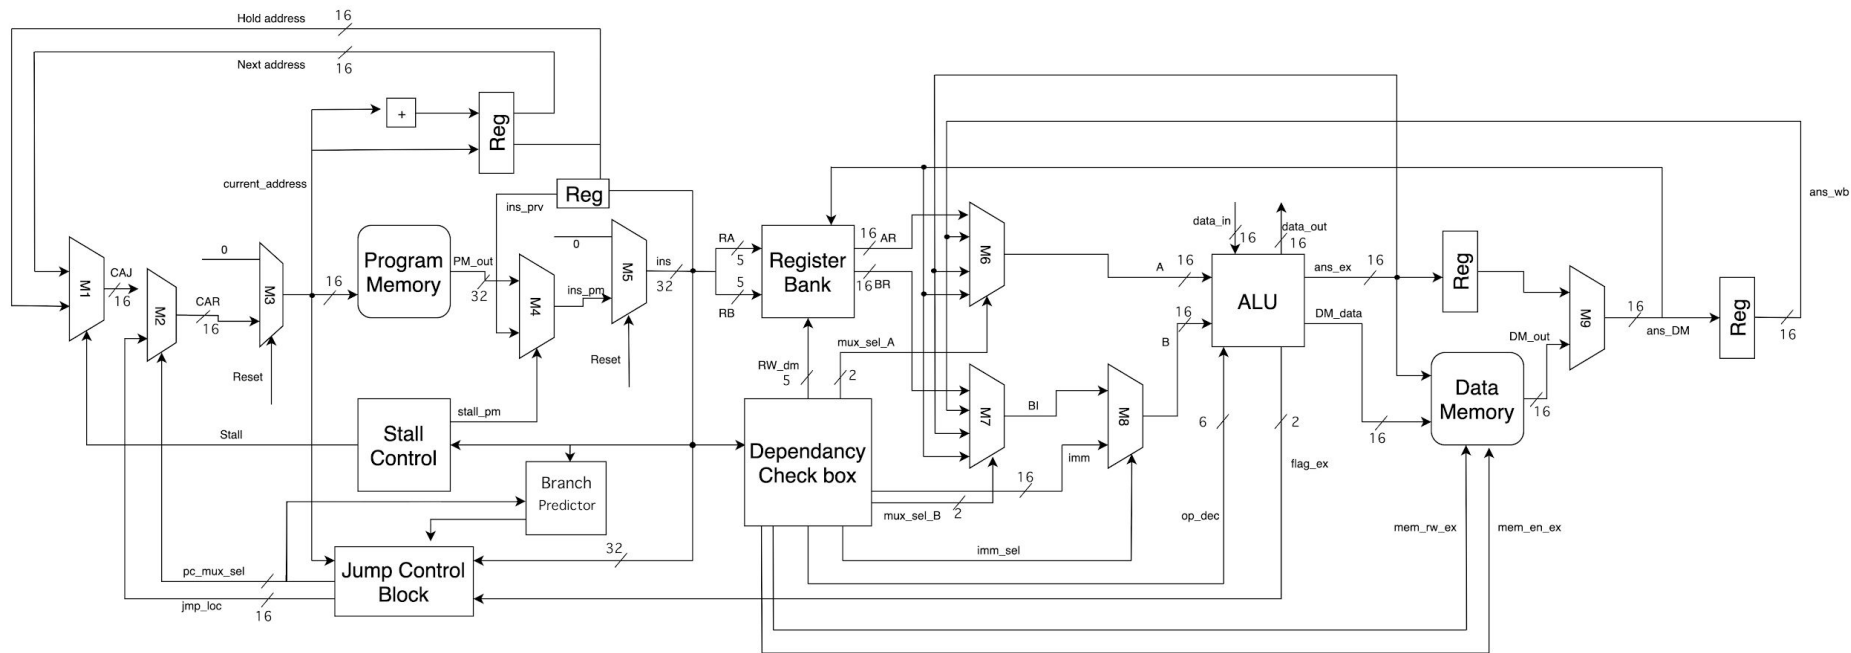 Hold address
16
Next address
16
+
Reg
current_address
Reg
ins_prv
ans_wb
0
0
M1
CAJ
16
M2
CAR
16
M3
Reset
16
Program
Memory
PM_out
32
M4
ins_pm
M5
Reset
ins
32
RA
5
5
RB
Register
Bank
16
AR
16
BR
M6
data_in
16
data_out
16
A
16
ALU
ans_ex
16
Reg
DM_data
16
B
16
M9
16
ans_DM
Reg
16
DM_out
16
Data
Memory
mux_sel_A
2
RW_dm
5
M7
BI
M8
imm
16
mux_sel_B
2
6
2
flag_ex
op_dec
imm_sel
mem_rw_ex
mem_en_ex
Stall
Stall
Control
stall_pm
Dependancy
Check box
Branch
Predictor
32
pc_mux_sel
jmp_loc
16
Jump Control
Block